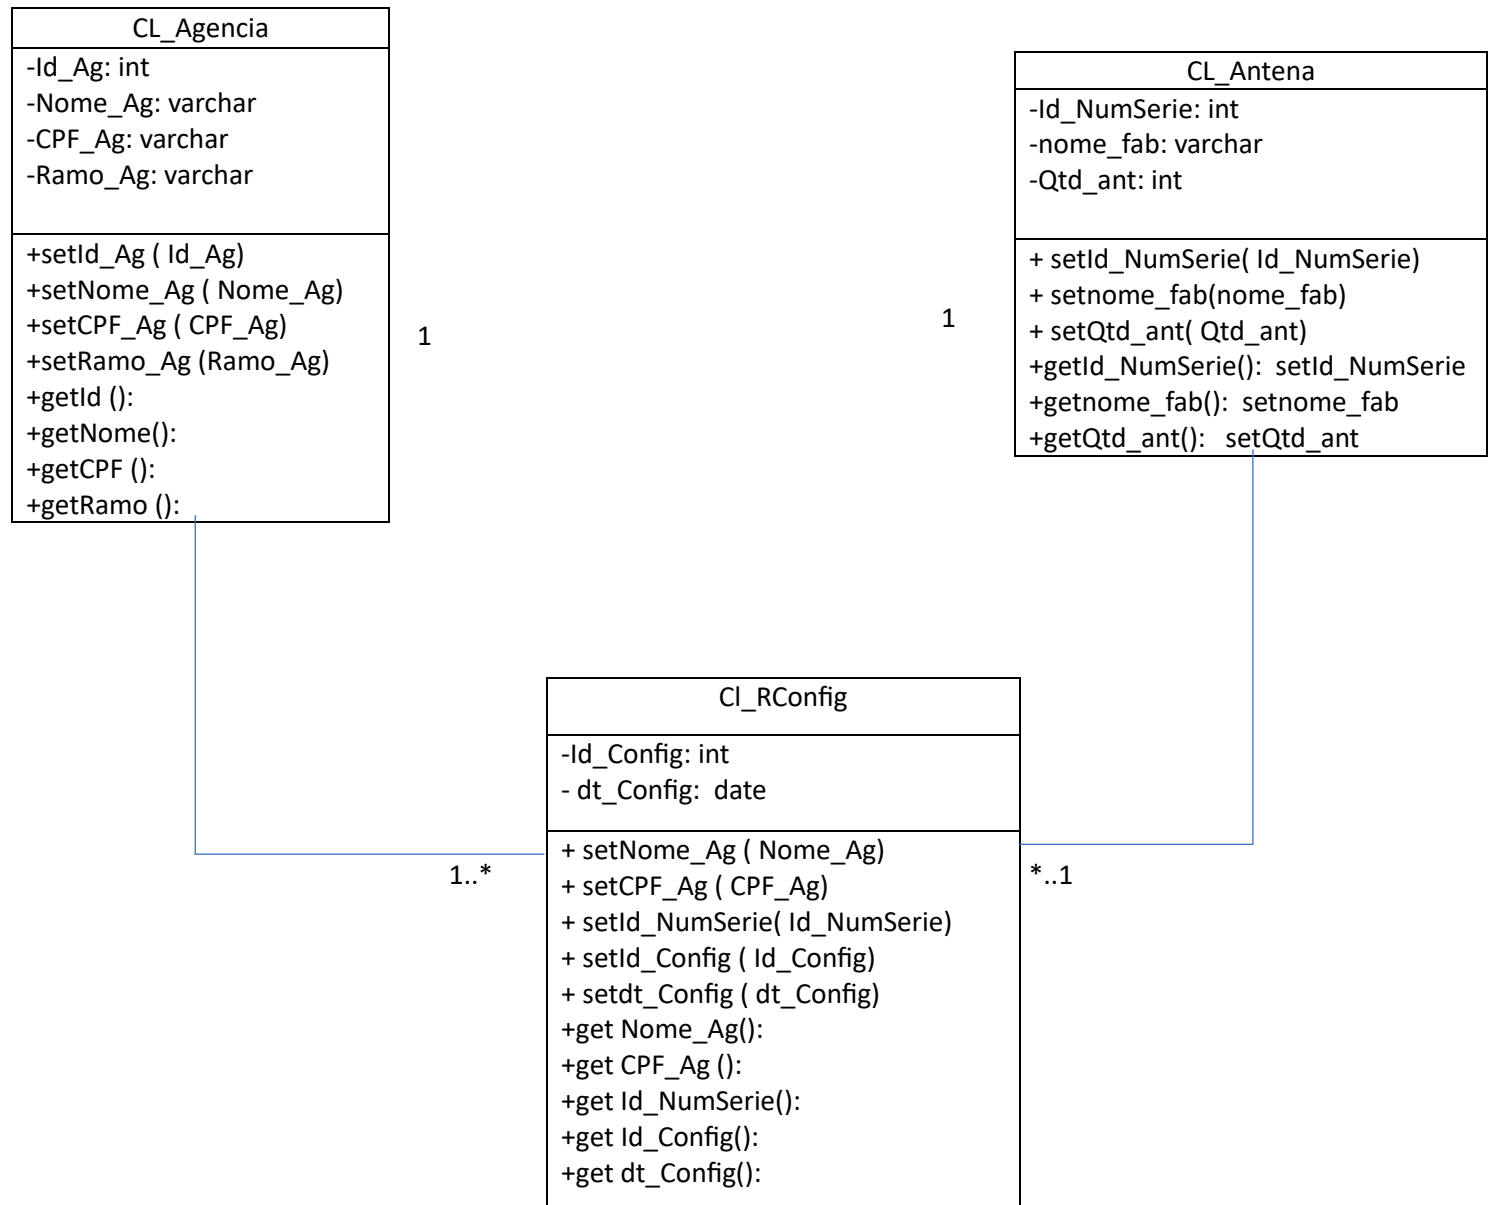 CL_Agencia
-Id_Ag: int
-Nome_Ag: varchar
-CPF_Ag: varchar
-Ramo_Ag: varchar
+setId_Ag ( Id_Ag)
+setNome_Ag ( Nome_Ag)
+setCPF_Ag ( CPF_Ag)
+setRamo_Ag (Ramo_Ag)
+getId ():
+getNome():
+getCPF ():
+getRamo ():
1
CL_Antena
-Id_NumSerie: int
-nome_fab: varchar
-Qtd_ant: int
+ setId_NumSerie( Id_NumSerie)
+ setnome_fab(nome_fab)
+ setQtd_ant( Qtd_ant)
+getId_NumSerie():  setId_NumSerie
+getnome_fab():  setnome_fab
+getQtd_ant():   setQtd_ant
1
Cl_RConfig
-Id_Config: int
- dt_Config:  date
+ setNome_Ag ( Nome_Ag)
+ setCPF_Ag ( CPF_Ag)
+ setId_NumSerie( Id_NumSerie)
+ setId_Config ( Id_Config)
+ setdt_Config ( dt_Config)
+get Nome_Ag():
+get CPF_Ag ():
+get Id_NumSerie():
+get Id_Config():
+get dt_Config():
1..*
*..1